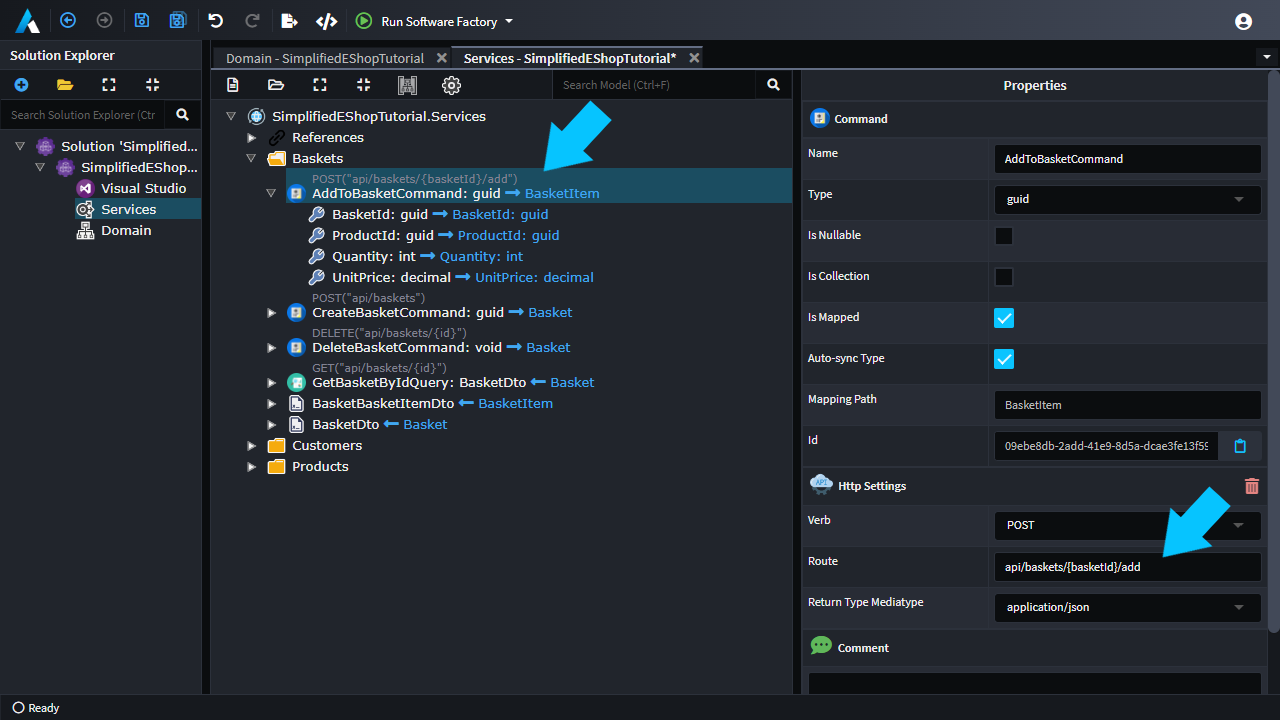 Run Software Factory
Solution Explorer
Search Solution Explorer (Ctr
Solution 'Simplified...
SimplifiedEShop...
Visual Studio
Services
Domain
Domain - SimplifiedEShopTutorial
Services - SimplifiedEShopTutorial*
Search Model (Ctrl+F)
SimplifiedEShopTutorial.Services
References
Baskets
POST("api/baskets/{basketId}/add")
AddToBasketCommand: guid → BasketItem
BasketId: guid → BasketId: guid
ProductId: guid → ProductId: guid
Quantity: int → Quantity: int
UnitPrice: decimal → UnitPrice: decimal
POST("api/baskets")
CreateBasketCommand: guid → Basket
DELETE("api/baskets/{id}")
DeleteBasketCommand: void → Basket
GET("api/baskets/{id}")
GetBasketByIdQuery: BasketDto ← Basket
BasketBasketItemDto ← BasketItem
BasketDto ← Basket
Customers
Products
Properties
Command
Name
AddToBasketCommand
Type
guid
Is Nullable
Is Collection
Is Mapped
Auto-sync Type
Mapping Path
BasketItem
Id
09ebe8db-2add-41e9-8d5a-dcae3fe13f59
API
Http Settings
Verb
POST
Route
api/baskets/{basketId}/add
Return Type Mediatype
application/json
Comment
Ready